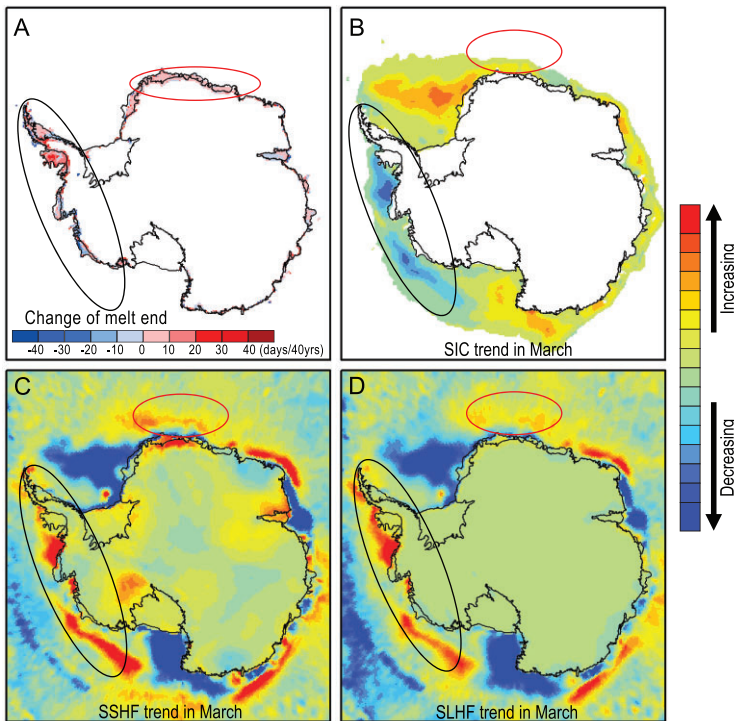 A
B
Change of melt end
-40 -30 -20 -10 0 10 20 30 40 (days/40yrs)
SIC trend in March
Increasing
Decreasing
C
D
SSHF trend in March
SLHF trend in March